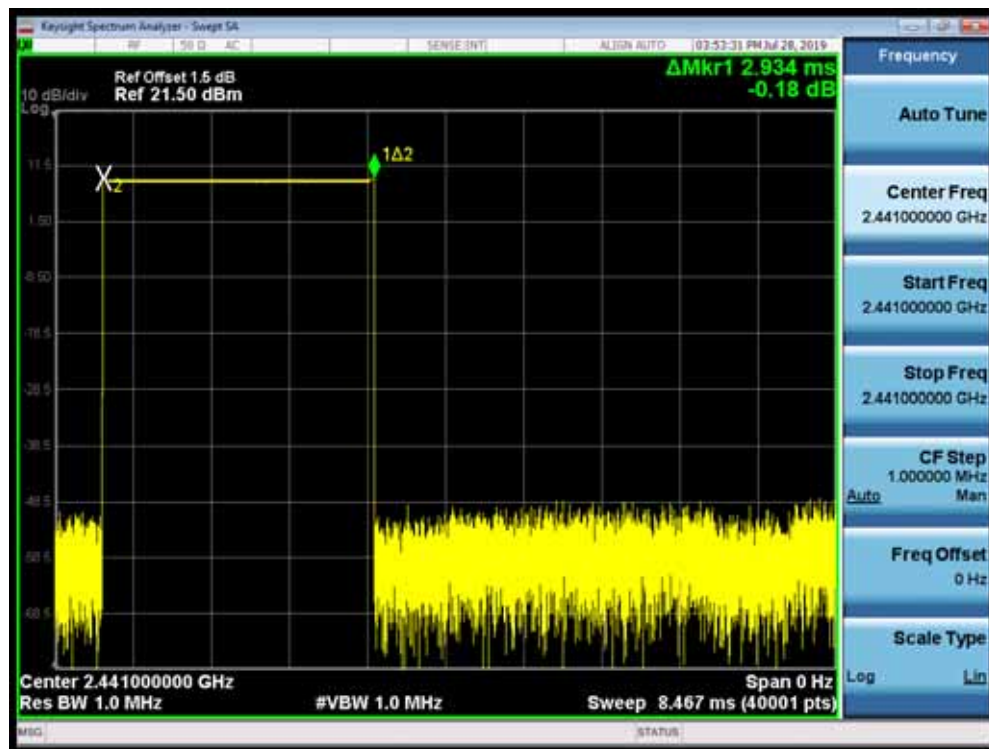 Keysight Spectrum Analyzer - Swept SA
RF 50 Ω AC SENSE:INT ALIGN AUTO 03:53:31 PM Jul 28, 2019
Ref Offset 1.5 dB
10 dB/div Ref 21.50 dBm
Log
ΔMkr1 2.934 ms
-0.18 dB
1Δ2
X2
11.5
1.50
-8.50
-18.5
-28.5
-38.5
-48.5
-58.5
-68.5
Center 2.441000000 GHz Span 0 Hz
Res BW 1.0 MHz #VBW 1.0 MHz Sweep 8.467 ms (40001 pts)
MSG STATUS
Frequency
Auto Tune
Center Freq
2.441000000 GHz
Start Freq
2.441000000 GHz
Stop Freq
2.441000000 GHz
CF Step
1.000000 MHz
Auto Man
Freq Offset
0 Hz
Scale Type
Log Lin